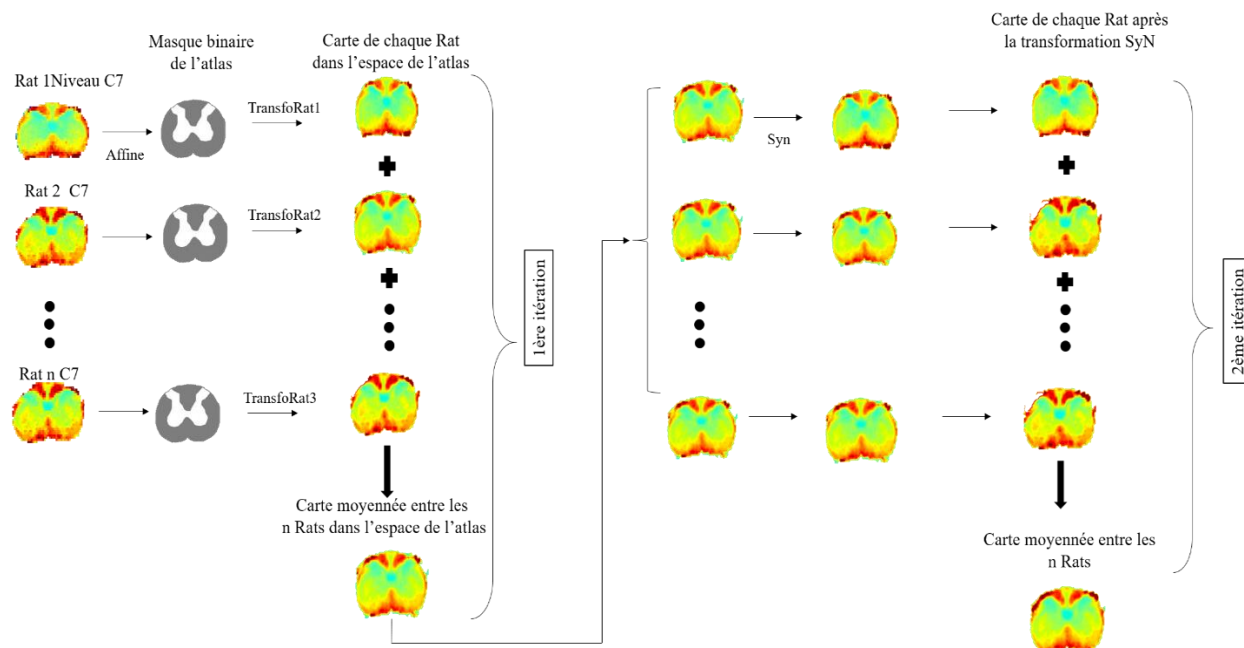 Masque binaire
de l'atlas
Carte de chaque Rat
dans l'espace de l'atlas
Rat 1Niveau C7
Affine
TransfoRat1
Rat 2 C7
TransfoRat2
Rat n C7
TransfoRat3
Carte moyennée entre les
n Rats dans l'espace de l'atlas
1ère itération
Carte de chaque Rat après
la transformation SyN
Syn
Carte moyennée entre les
n Rats
2ème itération